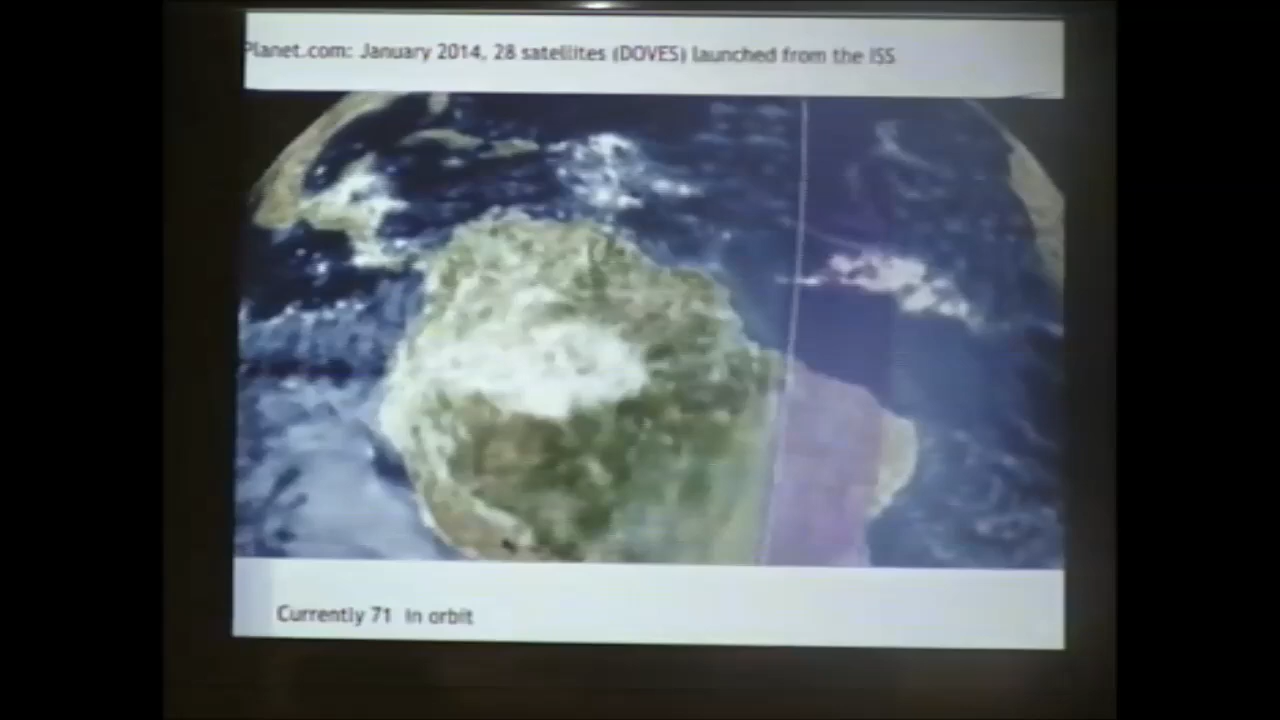 Planet.com: January 2014, 28 satellites (DOVES) launched from the ISS
Currently 71 in orbit